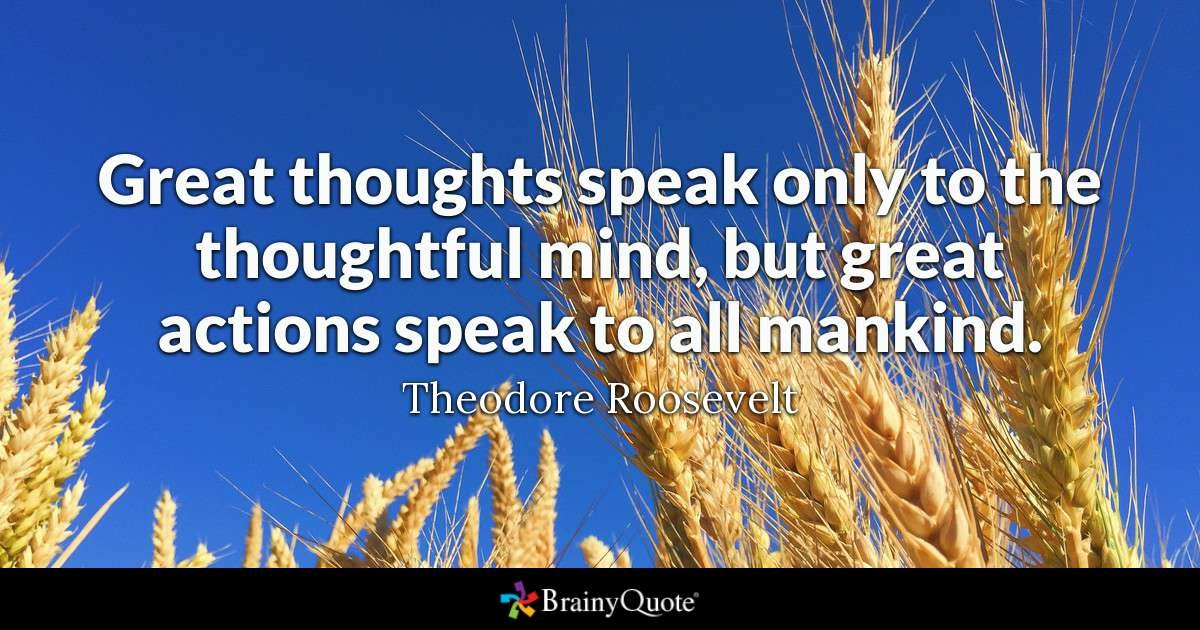 Great thoughts speak only to the
thoughtful mind, but great
actions speak to all mankind.
Theodore Roosevelt
BrainyQuote®